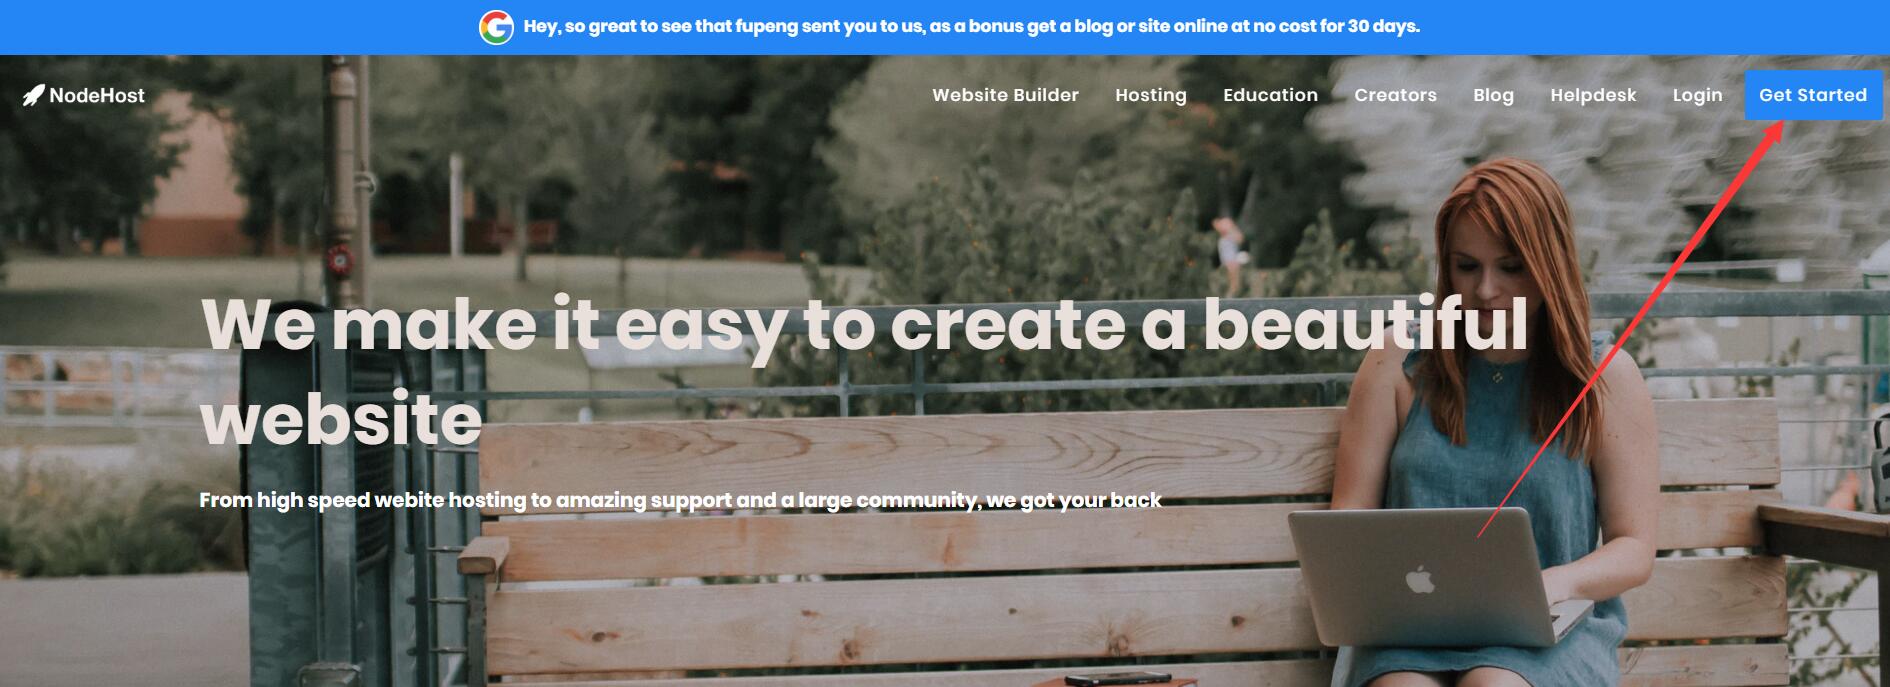 Hey, so great to see that fupeng sent you to us, as a bonus get a blog or site online at no cost for 30 days.
NodeHost
Website Builder
Hosting
Education
Creators
Blog
Helpdesk
Login
Get Started
We make it easy to create a beautiful
website
From high speed webite hosting to amazing support and a large community, we got your back